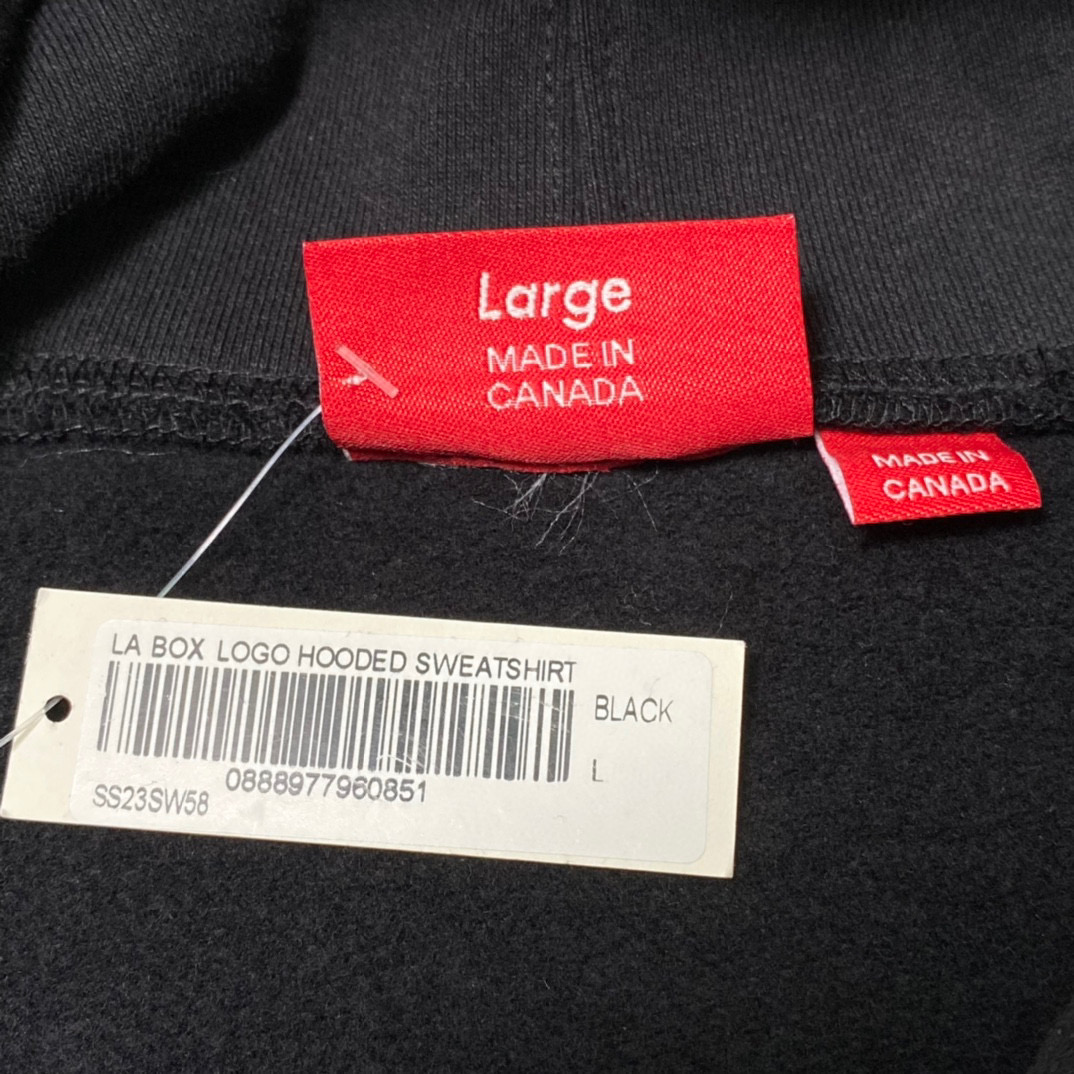 Large
MADE IN
CANADA
MADE IN
CANADA
LA BOX LOGO HOODED SWEATSHIRT
BLACK
L
0888977960851
SS23SW58